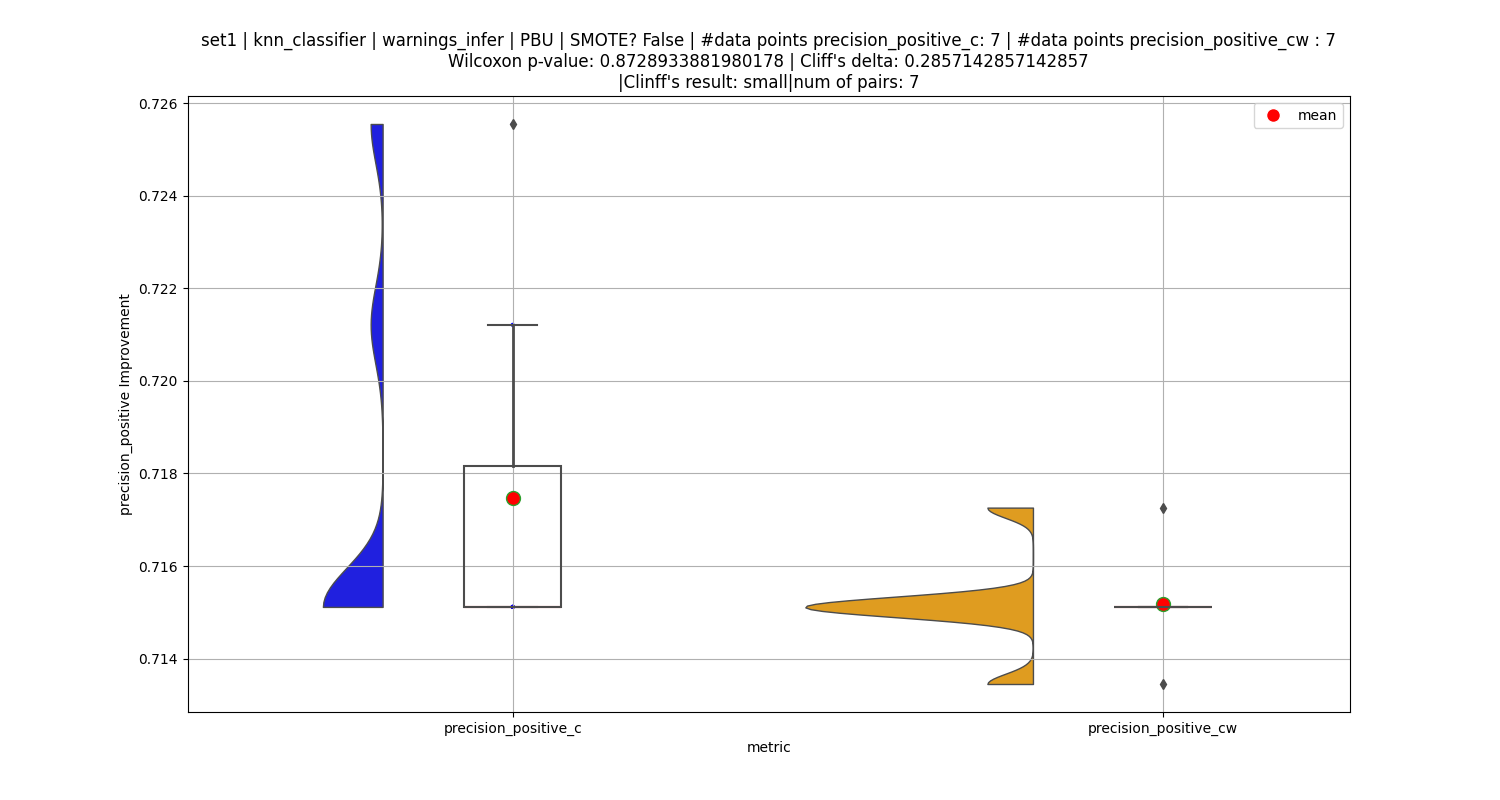 set1 | knn_classifier | warnings_infer | PBU | SMOTE? False | #data points precision_positive_c: 7 | #data points precision_positive_cw : 7
Wilcoxon p-value: 0.8728933881980178 | Cliff's delta: 0.2857142857142857
|Clinff's result: small|num of pairs: 7
mean
0.726
0.724
0.722
0.720
0.718
0.716
0.714
precision_positive Improvement
precision_positive_c
precision_positive_cw
metric